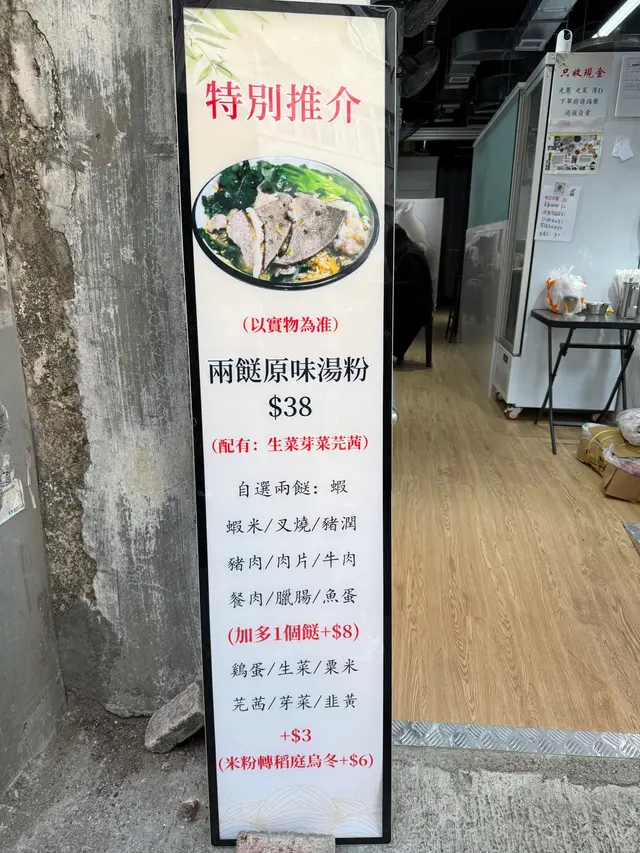 特別推介
(以實物為准)
兩餸原味湯粉
$38
(配有：生菜芽菜芫茜)
自選兩餸：蝦
蝦米/叉燒/豬潤
豬肉/肉片/牛肉
餐肉/臘腸/魚蛋
(加多1個餸+$8)
鷄蛋/生菜/粟米
芫茜/芽菜/韭黃
+$3
(米粉轉稻庭烏冬+$6)
只收現金